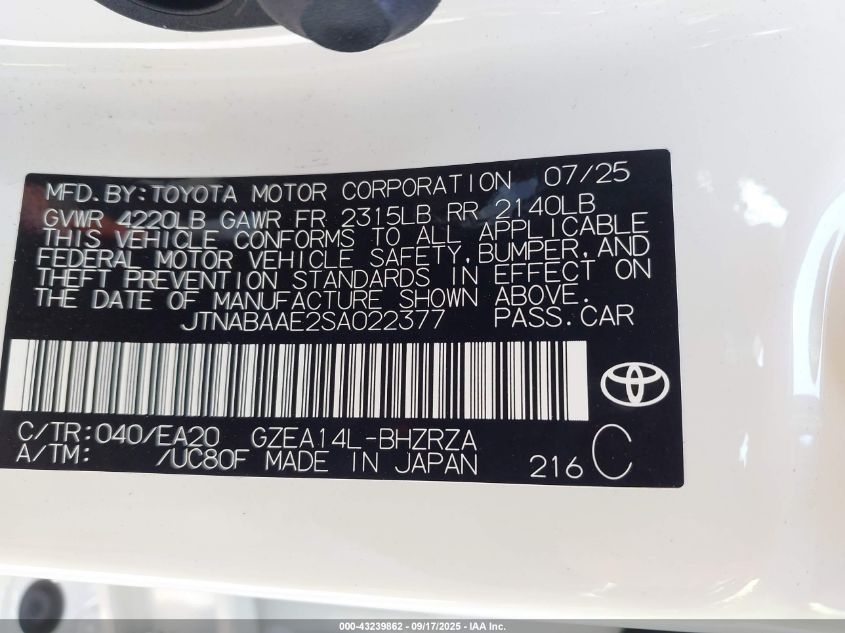 MFD.BY:TOYOTA MOTOR CORPORATION 07/25
GVWR 4220LB GAWR FR 2315LB RR 2140LB
THIS VEHICLE CONFORMS TO ALL APPLICABLE
FEDERAL MOTOR VEHICLE SAFETY,BUMPER,AND
THEFT PREVENTION STANDARDS IN EFFECT ON
THE DATE OF MANUFACTURE SHOWN ABOVE.
JTNABAAE2SA022377 PASS.CAR
C/TR:040/EA20 GZEA14L-BHZRZA
A/TM: /UC80F MADE IN JAPAN 216 C
000-43239862 - 09/17/2025 - IAA Inc.